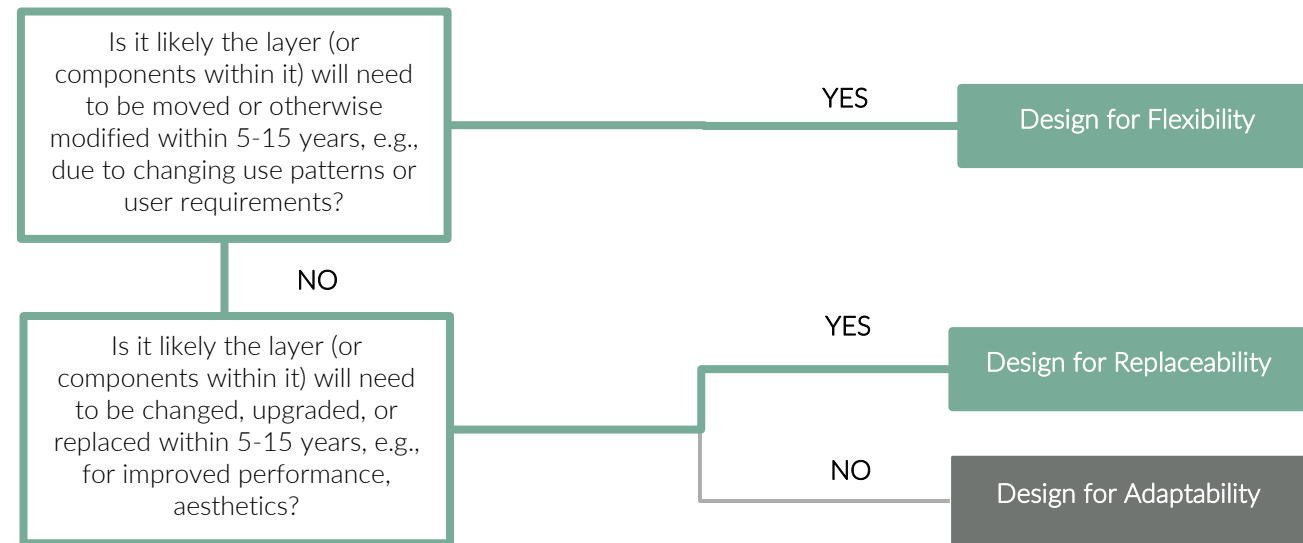 Is it likely the layer (or
components within it) will need
to be moved or otherwise
modified within 5-15 years, e.g.,
due to changing use patterns or
user requirements?
YES
Design for Flexibility
NO
Is it likely the layer (or
components within it) will need
to be changed, upgraded, or
replaced within 5-15 years, e.g.,
for improved performance,
aesthetics?
YES
Design for Replaceability
NO
Design for Adaptability